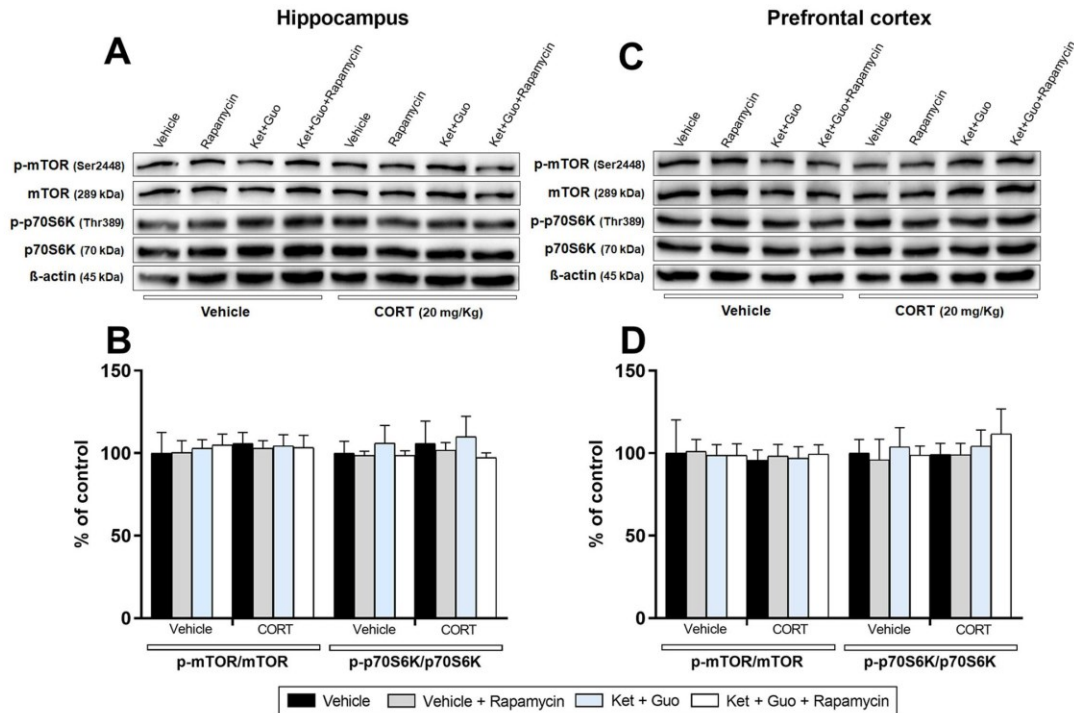 Hippocampus
A
Vehicle Rapamycin Ket+Guo Ket+Guo+Rapamycin Vehicle Rapamycin Ket+Guo Ket+Guo+Rapamycin
p-mTOR (Ser2448)
mTOR (289 kDa)
p-p70S6K (Thr389)
p70S6K (70 kDa)
ß-actin (45 kDa)
Vehicle CORT (20 mg/Kg)
Prefrontal cortex
C
Vehicle Rapamycin Ket+Guo Ket+Guo+Rapamycin Vehicle Rapamycin Ket+Guo Ket+Guo+Rapamycin
p-mTOR (Ser2448)
mTOR (289 kDa)
p-p70S6K (Thr389)
p70S6K (70 kDa)
ß-actin (45 kDa)
Vehicle CORT (20 mg/Kg)
B
% of control
150
100
50
0
Vehicle CORT Vehicle CORT
p-mTOR/mTOR p-p70S6K/p70S6K
D
% of control
150
100
50
0
Vehicle CORT Vehicle CORT
p-mTOR/mTOR p-p70S6K/p70S6K
Vehicle Vehicle + Rapamycin Ket + Guo Ket + Guo + Rapamycin